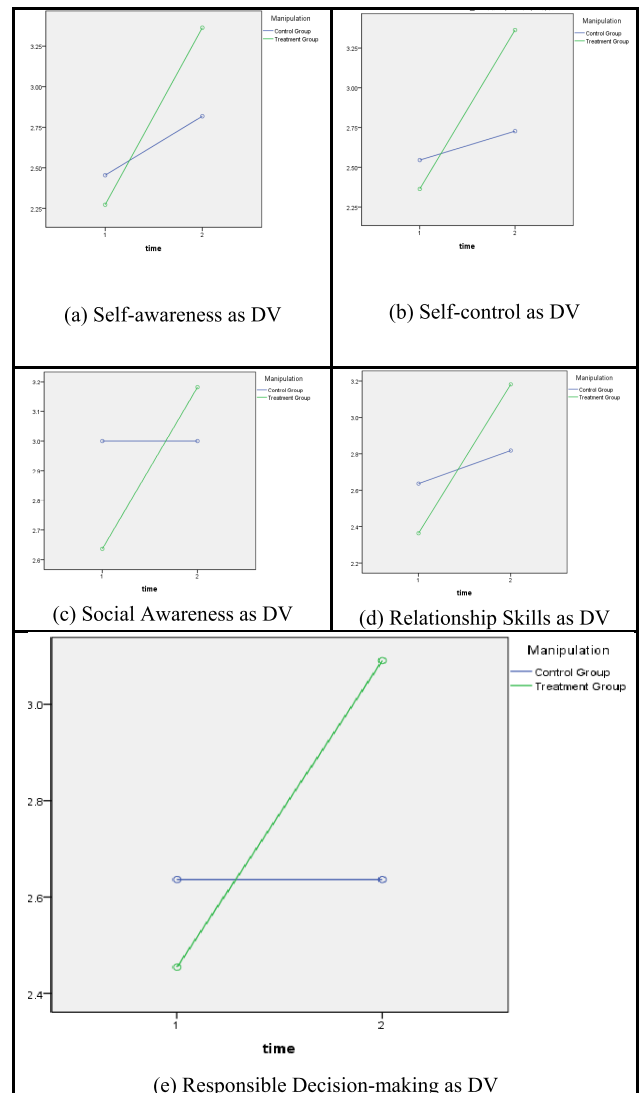 Manipulation
Control Group
Treatment Group
3.25
3.00
2.75
2.50
2.25
1
2
time
(a) Self-awareness as DV
Manipulation
Control Group
Treatment Group
3.25
3.00
2.75
2.50
2.25
1
2
time
(b) Self-control as DV
Manipulation
Control Group
Treatment Group
3.2
3.1
3.0
2.9
2.8
2.7
2.6
1
2
time
(c) Social Awareness as DV
Manipulation
Control Group
Treatment Group
3.2
3.0
2.8
2.6
2.4
2.2
1
2
time
(d) Relationship Skills as DV
Manipulation
Control Group
Treatment Group
3.0
2.8
2.6
2.4
1
2
time
(e) Responsible Decision-making as DV